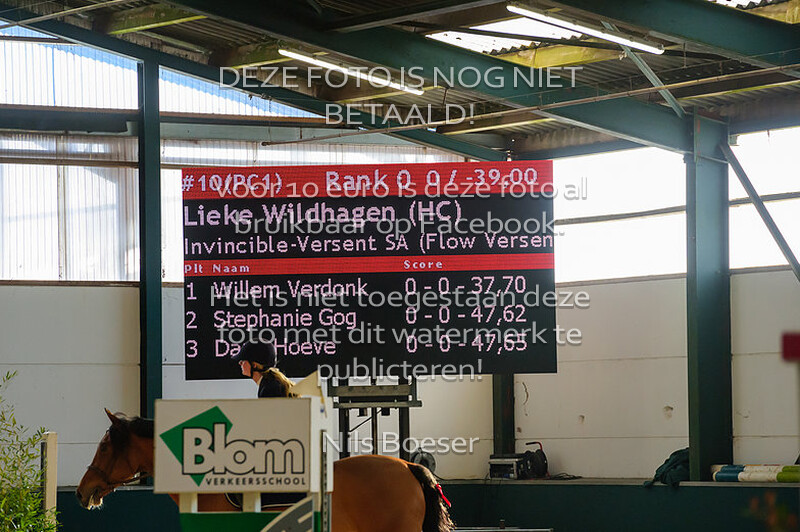 DEZE FOTO IS NOG NIET
BETAALD!
Voor 10 euro is deze foto al
bruikbaar op Facebook
Het is niet toegestaan deze
foto met dit watermerk te
publiceren!
Nils Boeser
#10(PC1) Rank 0 0 / -39,00
Lieke Wildhagen (HC)
Invincible-Versent SA (Flow Versen
Plt Naam Score
1 Willem Verdonk 0 - 0 - 37,70
2 Stephanie Gog 0 - 0 - 47,62
3 Hoeve 0 - 0 - 47,65
Blom
VERKEERSSCHOOL